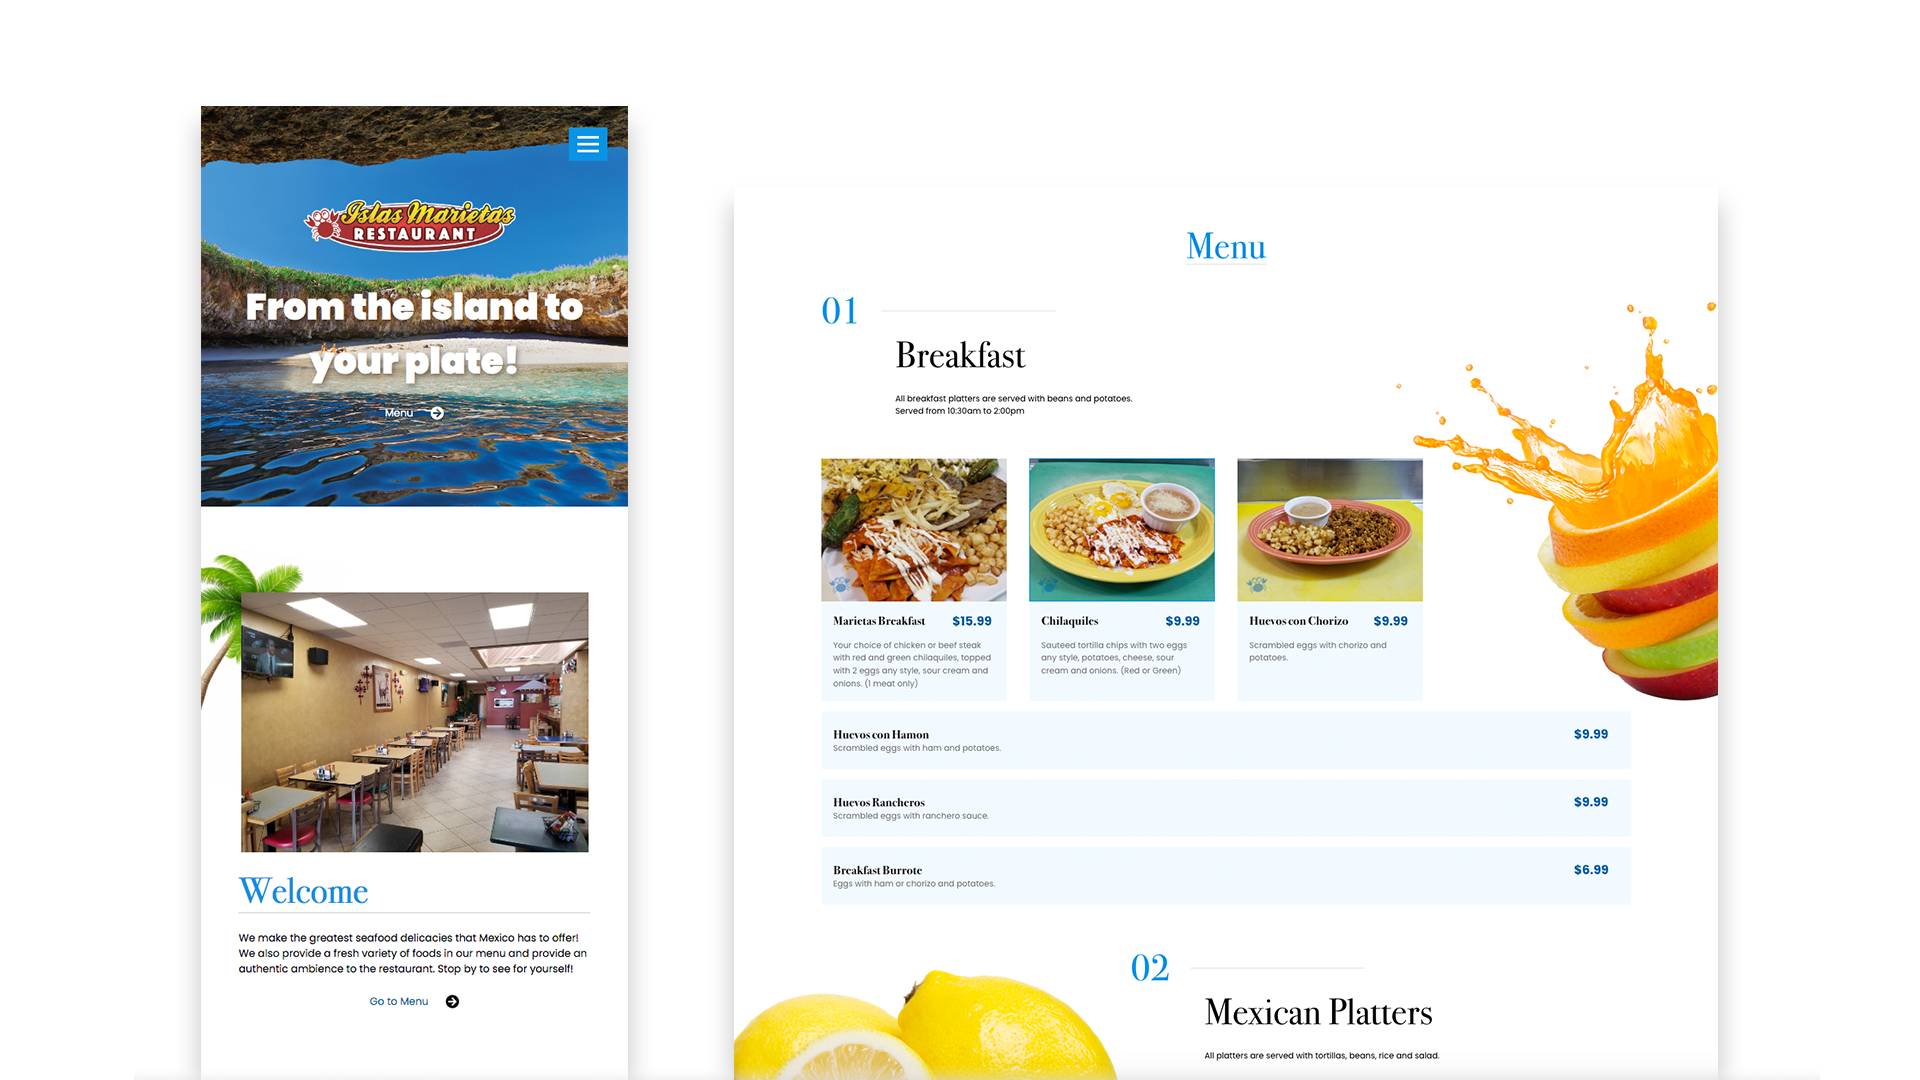 Islas Marietas
RESTAURANT
From the island to
your plate!
Menu
Welcome
We make the greatest seafood delicacies that Mexico has to offer!
We also provide a fresh variety of foods in our menu and provide an
authentic ambience to the restaurant. Stop by to see for yourself!
Go to Menu
Menu
01
Breakfast
All breakfast platters are served with beans and potatoes.
Served from 10:30am to 2:00pm
Marietas Breakfast $15.99
Your choice of chicken or beef steak
with red and green chilaquiles, topped
with 2 eggs any style, sour cream and
onions. (1 meat only)
Chilaquiles $9.99
Sauteed tortilla chips with two eggs
any style, potatoes, cheese, sour
cream and onions. (Red or Green)
Huevos con Chorizo $9.99
Scrambled eggs with chorizo and
potatoes.
Huevos con Hamon $9.99
Scrambled eggs with ham and potatoes.
Huevos Rancheros $9.99
Scrambled eggs with ranchero sauce.
Breakfast Burrote $6.99
Eggs with ham or chorizo and potatoes.
02
Mexican Platters
All platters are served with tortillas, beans, rice and salad.